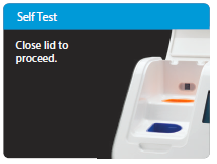 Self Test
Close lid to
proceed.